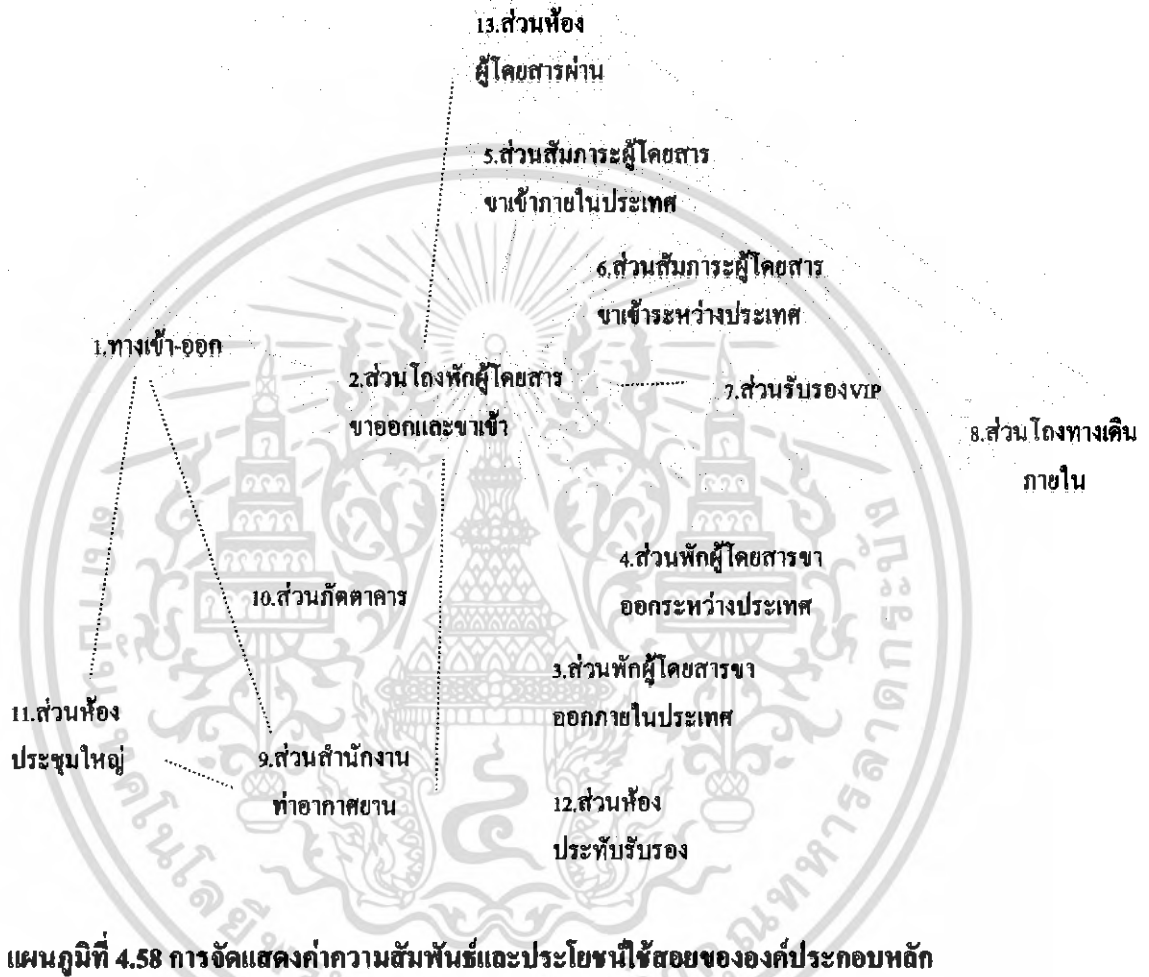 13.ส่วนห้อง
ผู้โดยสารผ่าน
5.ส่วนสัมภาระผู้โดยสาร
ขาเข้าภายในประเทศ
6.ส่วนสัมภาระผู้โดยสาร
ขาเข้าระหว่างประเทศ
1.ทางเข้า-ออก
2.ส่วนโถงพักผู้โดยสาร
ขาออกและขาเข้า
7.ส่วนรับรองVIP
8.ส่วนโถงทางเดิน
ภายใน
4.ส่วนพักผู้โดยสารขา
ออกระหว่างประเทศ
10.ส่วนภัตตาคาร
3.ส่วนพักผู้โดยสารขา
ออกภายในประเทศ
11.ส่วนห้อง
ประชุมใหญ่
9.ส่วนสำนักงาน
ท่าอากาศยาน
12.ส่วนห้อง
ประทับรับรอง
แผนภูมิที่ 4.58 การจัดแสดงค่าความสัมพันธ์และประโยชน์ใช้สอยขององค์ประกอบหลัก